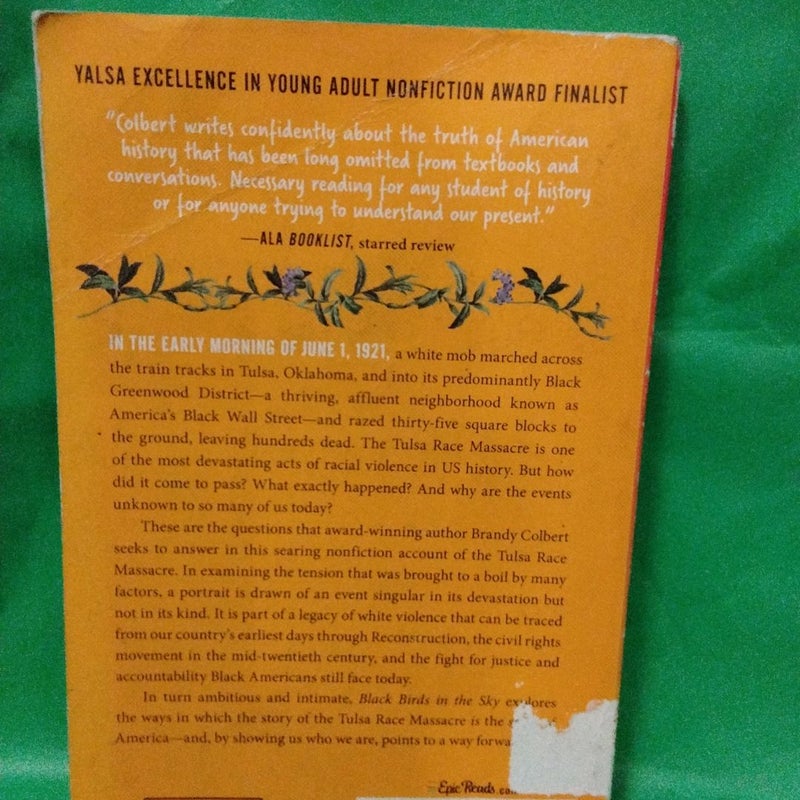 YALSA EXCELLENCE IN YOUNG ADULT NONFICTION AWARD FINALIST
"Colbert writes confidently about the truth of American
history that has been long omitted from textbooks and
conversations. Necessary reading for any student of history
or for anyone trying to understand our present."
—ALA BOOKLIST, starred review
IN THE EARLY MORNING OF JUNE 1, 1921, a white mob marched across
the train tracks in Tulsa, Oklahoma, and into its predominantly Black
Greenwood District—a thriving, affluent neighborhood known as
America's Black Wall Street—and razed thirty-five square blocks to
the ground, leaving hundreds dead. The Tulsa Race Massacre is one
of the most devastating acts of racial violence in US history. But how
did it come to pass? What exactly happened? And why are the events
unknown to so many of us today?
These are the questions that award-winning author Brandy Colbert
seeks to answer in this searing nonfiction account of the Tulsa Race
Massacre. In examining the tension that was brought to a boil by many
factors, a portrait is drawn of an event singular in its devastation but
not in its kind. It is part of a legacy of white violence that can be traced
from our country's earliest days through Reconstruction, the civil rights
movement in the mid-twentieth century, and the fight for justice and
accountability Black Americans still face today.
In turn ambitious and intimate, Black Birds in the Sky explores
the ways in which the story of the Tulsa Race Massacre is the
America—and, by showing us who we are, points to a way
Epic Reads